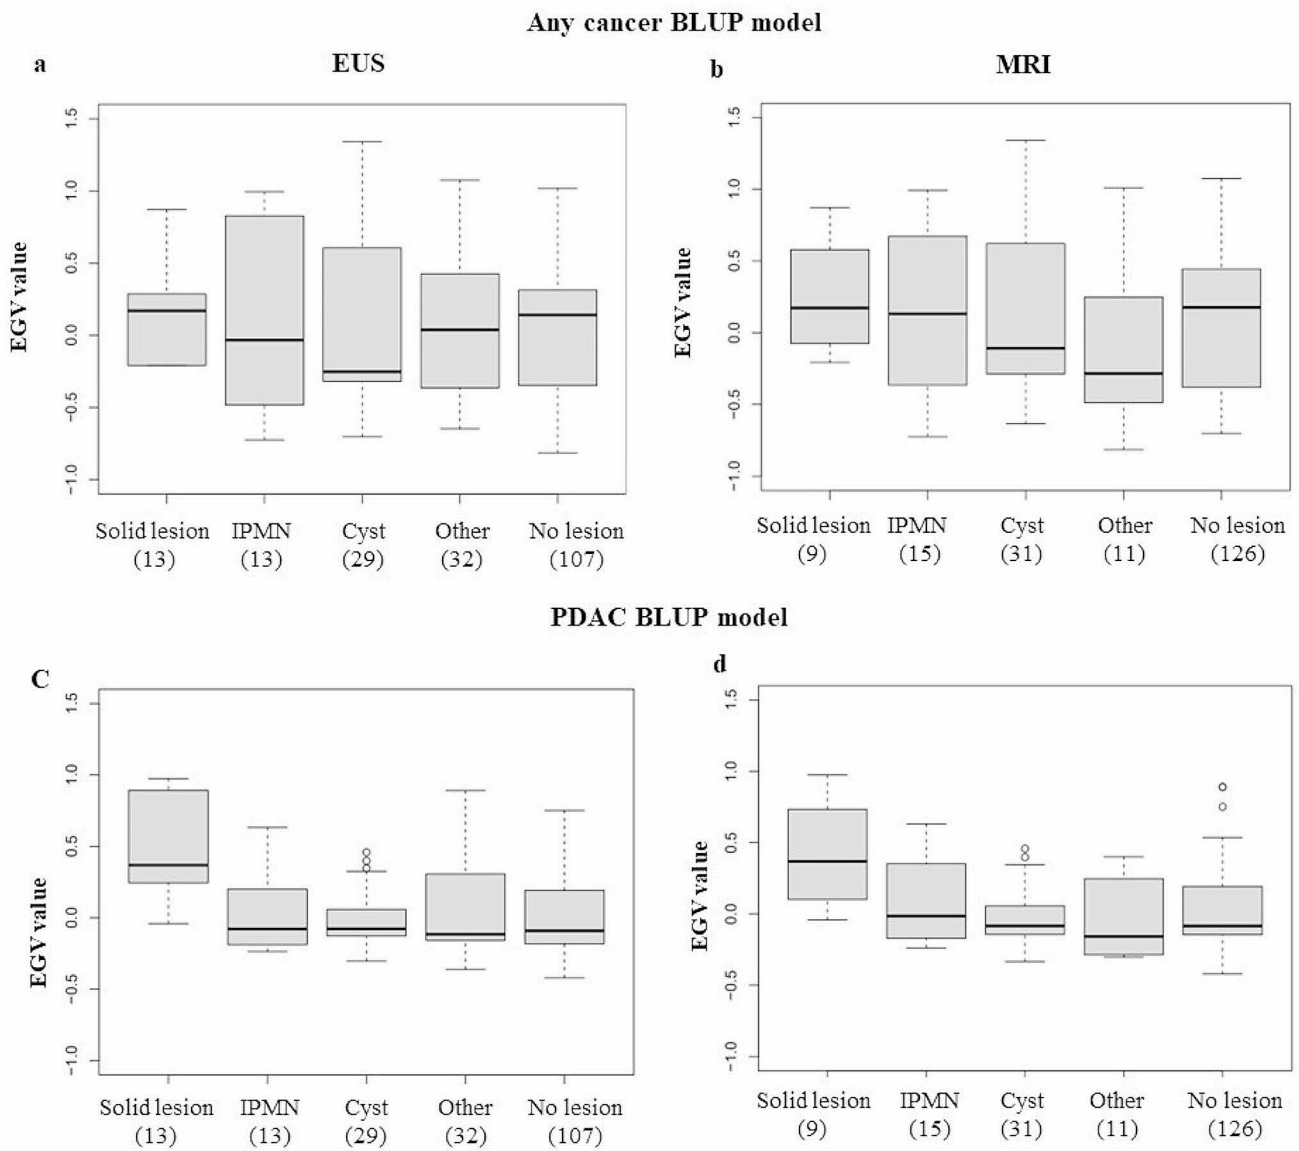 Any cancer BLUP model
a
EUS
b
MRI
EGV value
1.5
1.0
0.5
0.0
−0.5
−1.0
Solid lesion IPMN Cyst Other No lesion
(13) (13) (29) (32) (107)
EGV value
1.5
1.0
0.5
0.0
−0.5
−1.0
Solid lesion IPMN Cyst Other No lesion
(9) (15) (31) (11) (126)
PDAC BLUP model
C
d
EGV value
1.5
1.0
0.5
0.0
−0.5
−1.0
Solid lesion IPMN Cyst Other No lesion
(13) (13) (29) (32) (107)
EGV value
1.5
1.0
0.5
0.0
−0.5
−1.0
Solid lesion IPMN Cyst Other No lesion
(9) (15) (31) (11) (126)